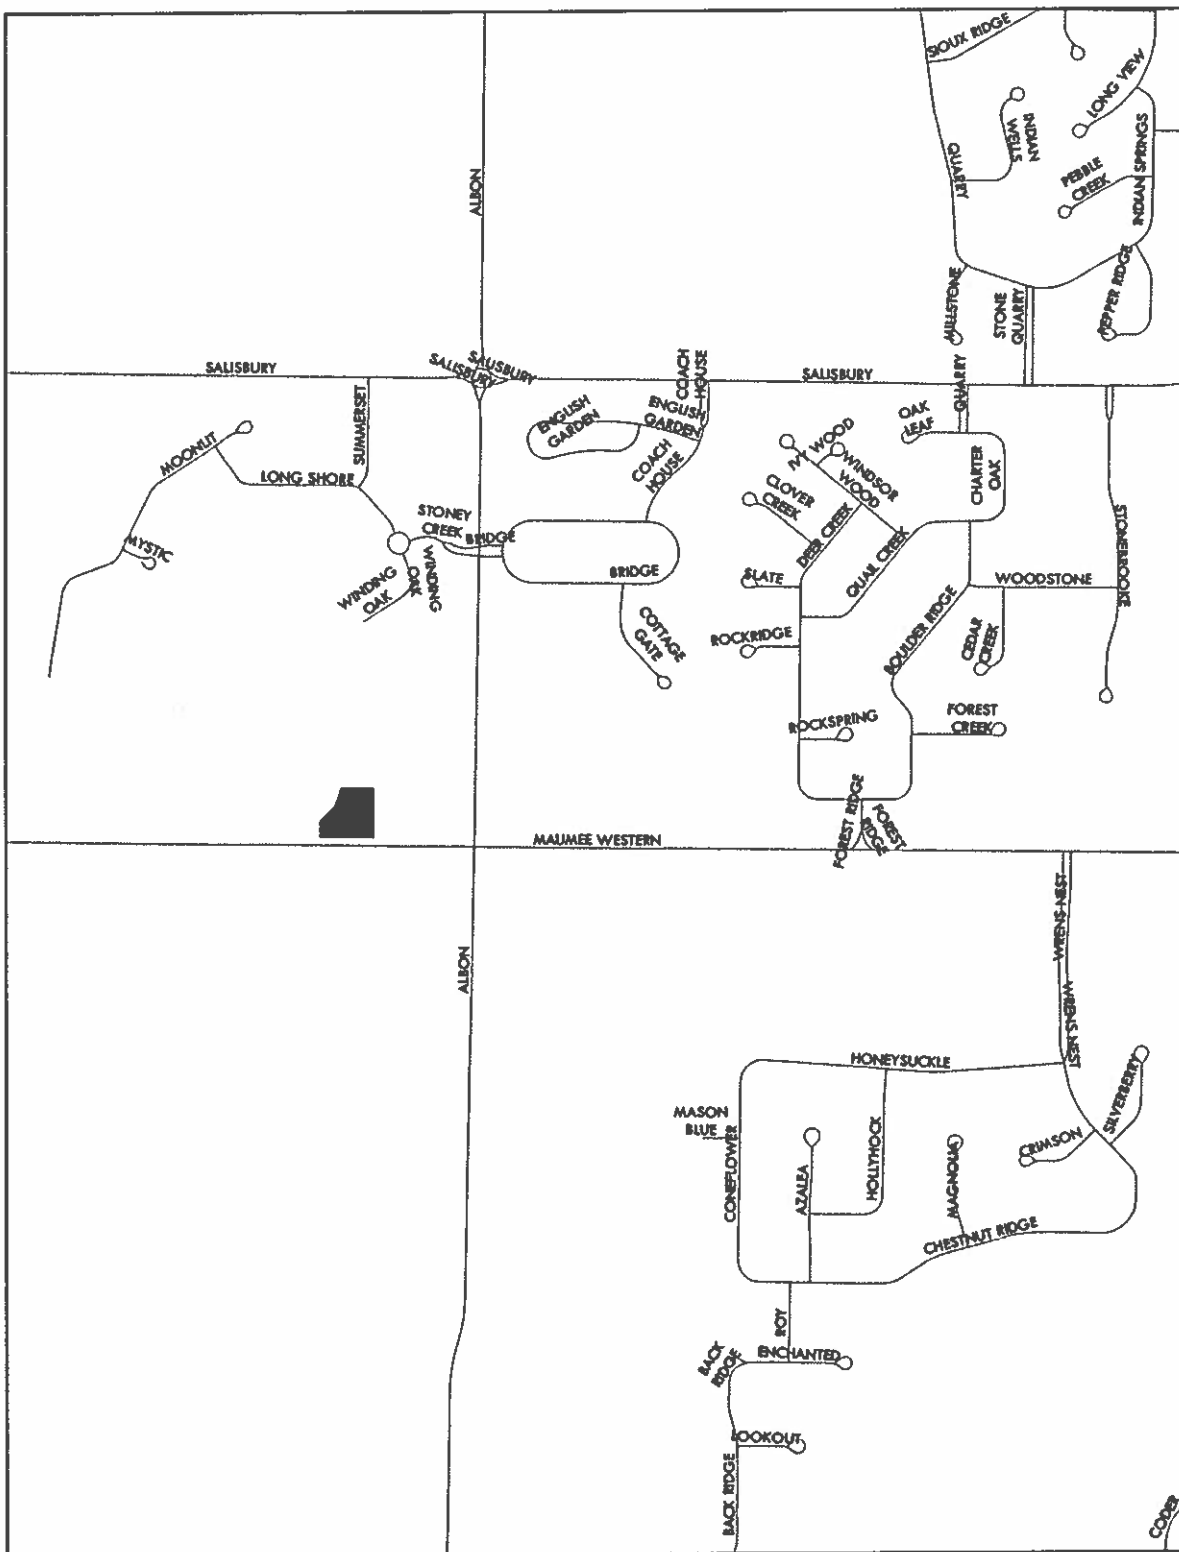 SIOUX RIDGE
LONG VIEW
INDIAN
WELLS
QUARRY
PEBBLE
CREEK
INDIAN SPRINGS
ALBON
PEPPER RIDGE
MILLSTONE
STONE
QUARRY
SALISBURY
SALISBURY
SALISBURY
COACH
HOUSE
SALISBURY
QUARRY
SUMMERSET
ENGLISH
GARDEN
ENGLISH
GARDEN
OAK
LEAF
MOONLIT
LONG SHORE
COACH
HOUSE
IVY WOOD
WINDSOR
WOOD
CLOVER
CREEK
CHARTER
OAK
STONEY
CREEK
BRIDGE
DEER CREEK
QUAIL CREEK
STONEBROOKE
MYSTIC
WINDING
OAK
WINDING
OAK
BRIDGE
SLATE
WOODSTONE
COTTAGE
GATE
ROCKRIDGE
BOULDER RIDGE
CEDAR
CREEK
ROCKSPRING
FOREST
CREEK
FOREST RIDGE
FOREST
RIDGE
MAUMEE WESTERN
WRENS NEST
ALBON
WRENS NEST
HONEYSUCKLE
SILVERBERRY
MASON
BLUE
CONEFLOWER
HOLLYHOCK
CRIMSON
AZALEA
MAGNOLIA
CHESTNUT RIDGE
ROY
BACK
RIDGE
ENCHANTED
LOOKOUT
BACK RIDGE
CODER